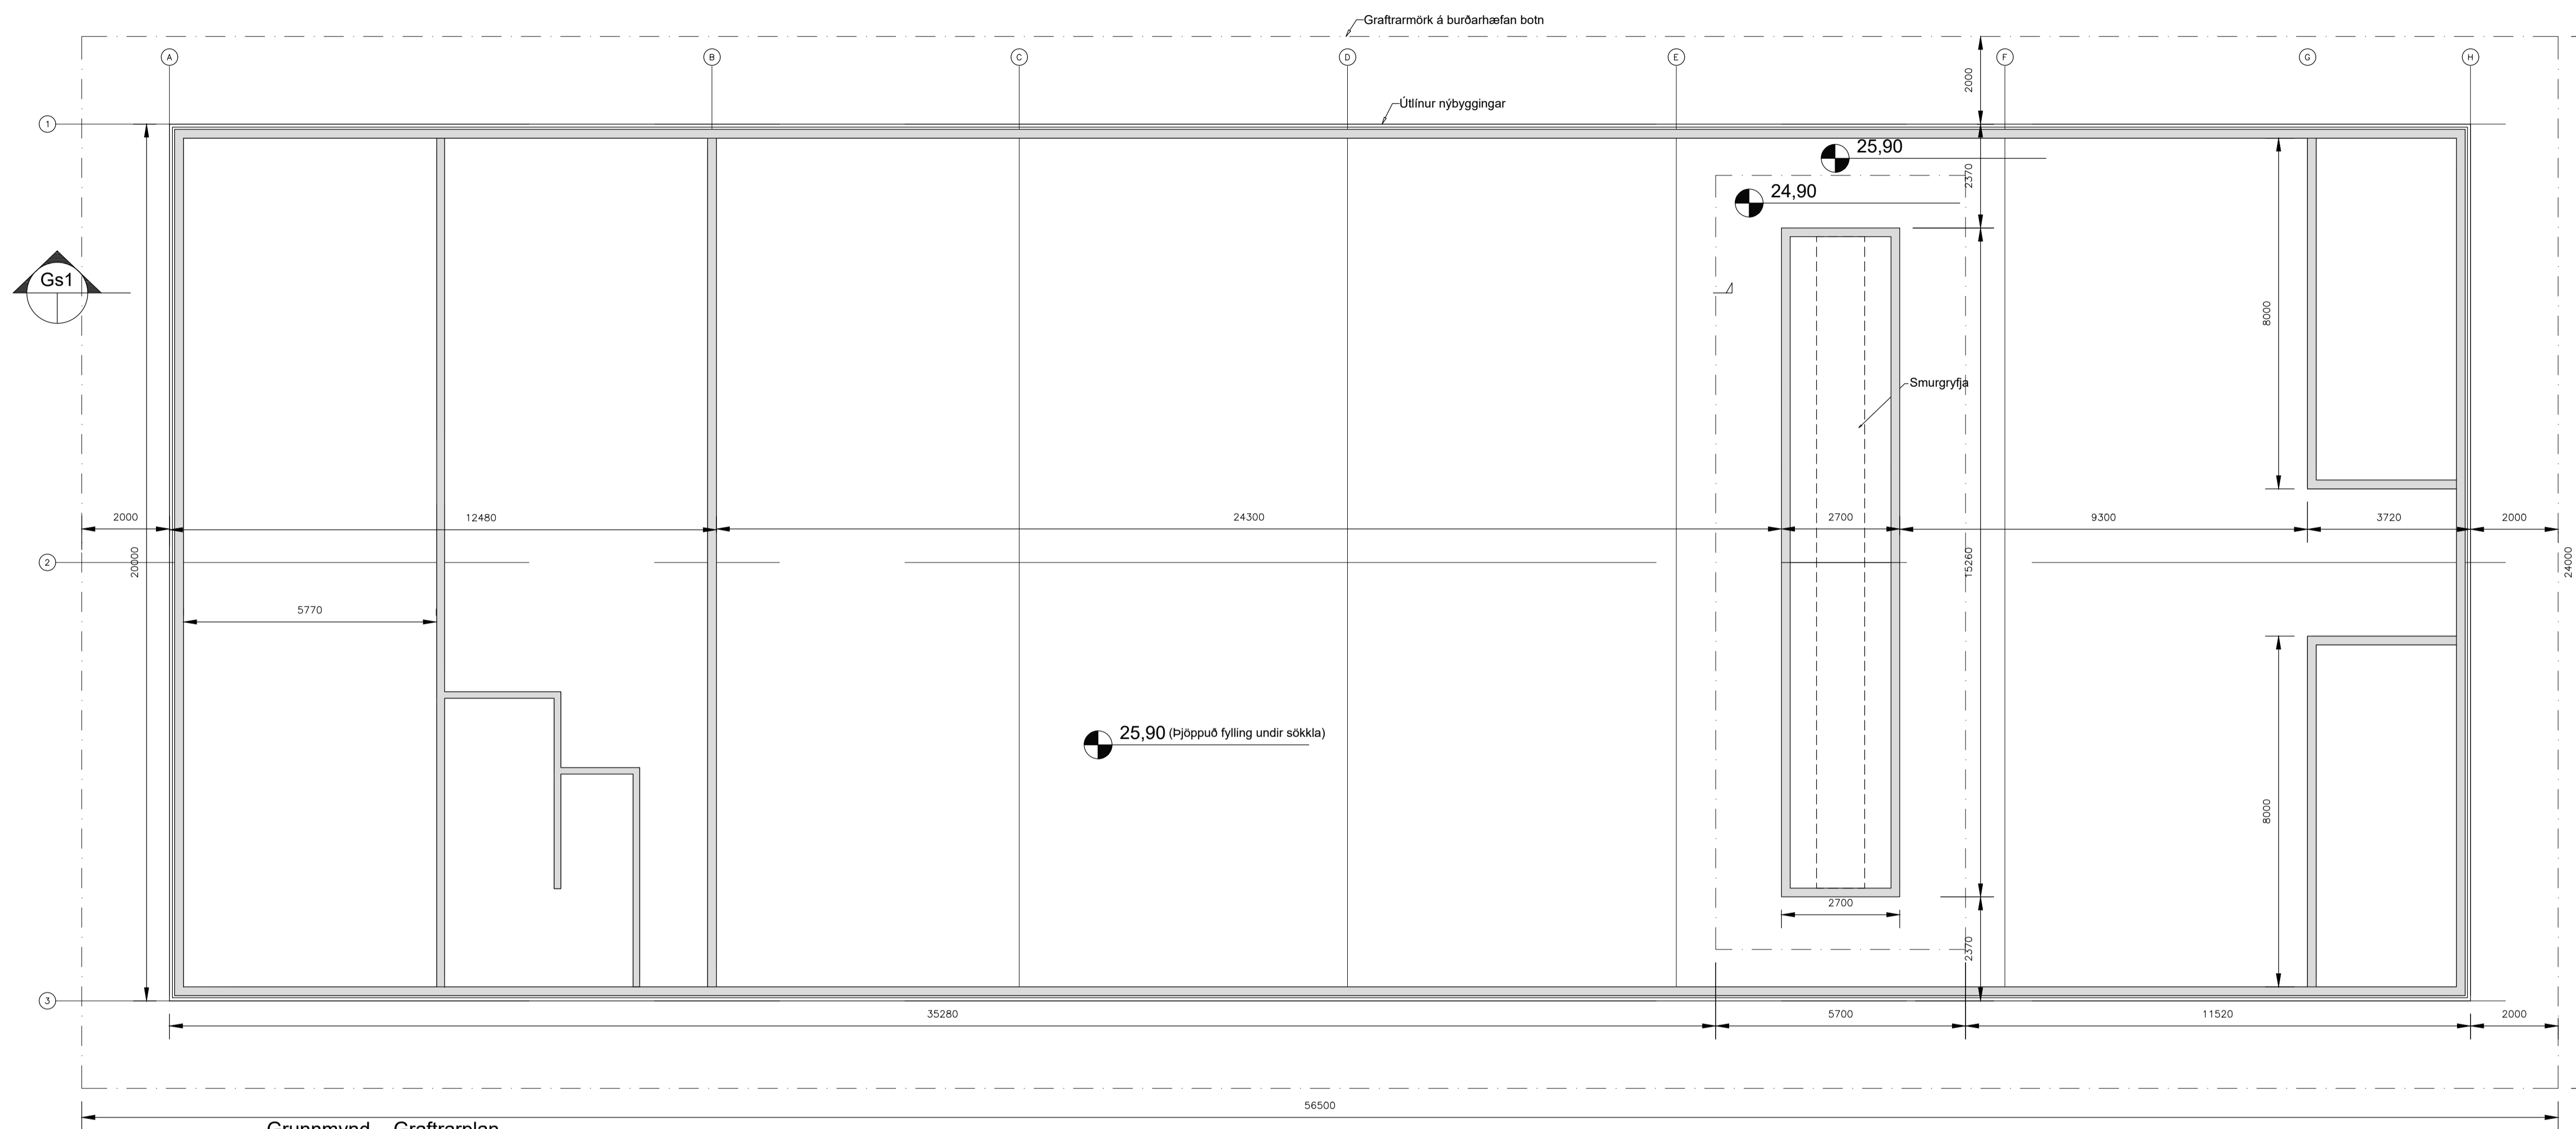 Graftrarmörk á burðarhæfan botn
A
B
C
D
E
F
G
H
2000
Útlínur nýbyggingar
1
25,90
2370
24,90
Gs1
8000
Smurgryfja
2000
12480
24300
2700
9300
3720
2000
2
20000
15260
24000
5770
25,90 (Þjöppuð fylling undir sökkla)
8000
2700
2370
3
35280
5700
11520
2000
56500
Grunnmynd - Graftrarplan